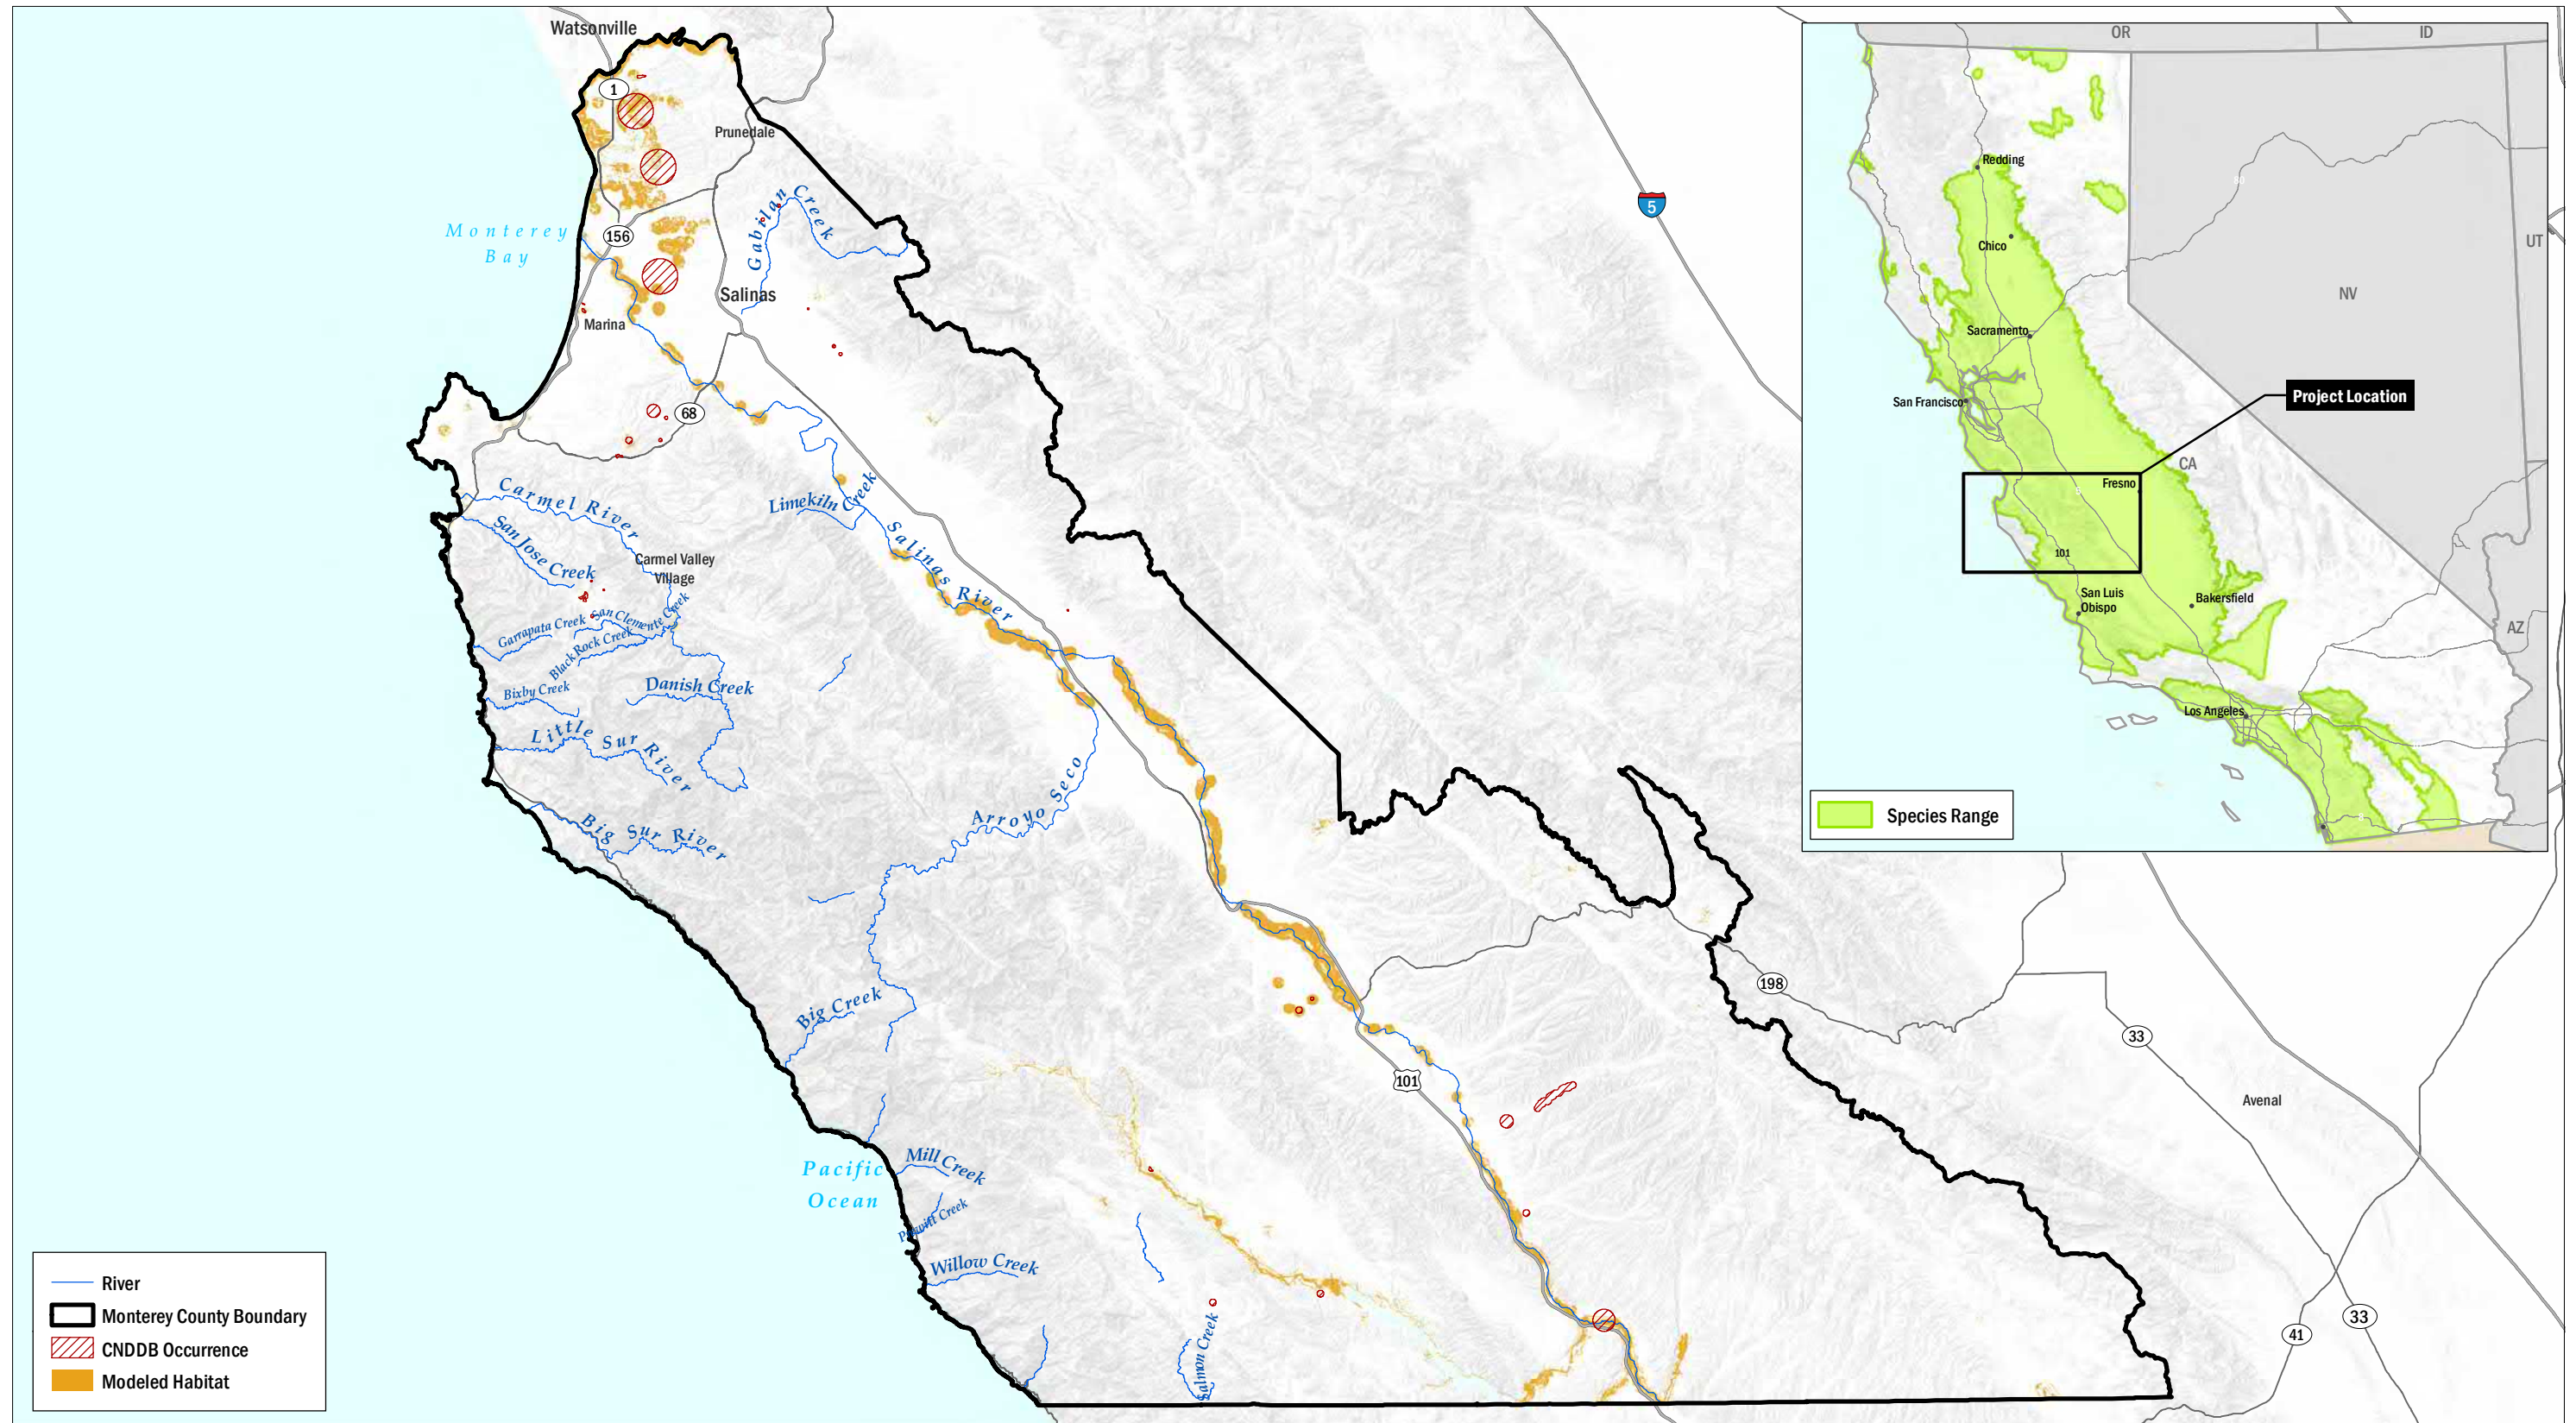 Watsonville
1
Prunedale
Monterey
Bay
156
Gabilan Creek
Salinas
Marina
68
5
Carmel River
San Jose Creek
Carmel Valley
Village
Limekiln Creek
Salinas River
Garrapata Creek
San Clemente Creek
Black Rock Creek
Bixby Creek
Danish Creek
Little Sur River
Big Sur River
Arroyo Seco
Big Creek
198
33
101
Avenal
Pacific
Ocean
Mill Creek
Willow Creek
Salmon Creek
41
33
River
Monterey County Boundary
CNDDB Occurrence
Modeled Habitat
OR
ID
Redding
Chico
UT
NV
Sacramento
San Francisco
Project Location
CA
Fresno
5
101
San Luis
Obispo
Bakersfield
AZ
Los Angeles
Species Range
80
8